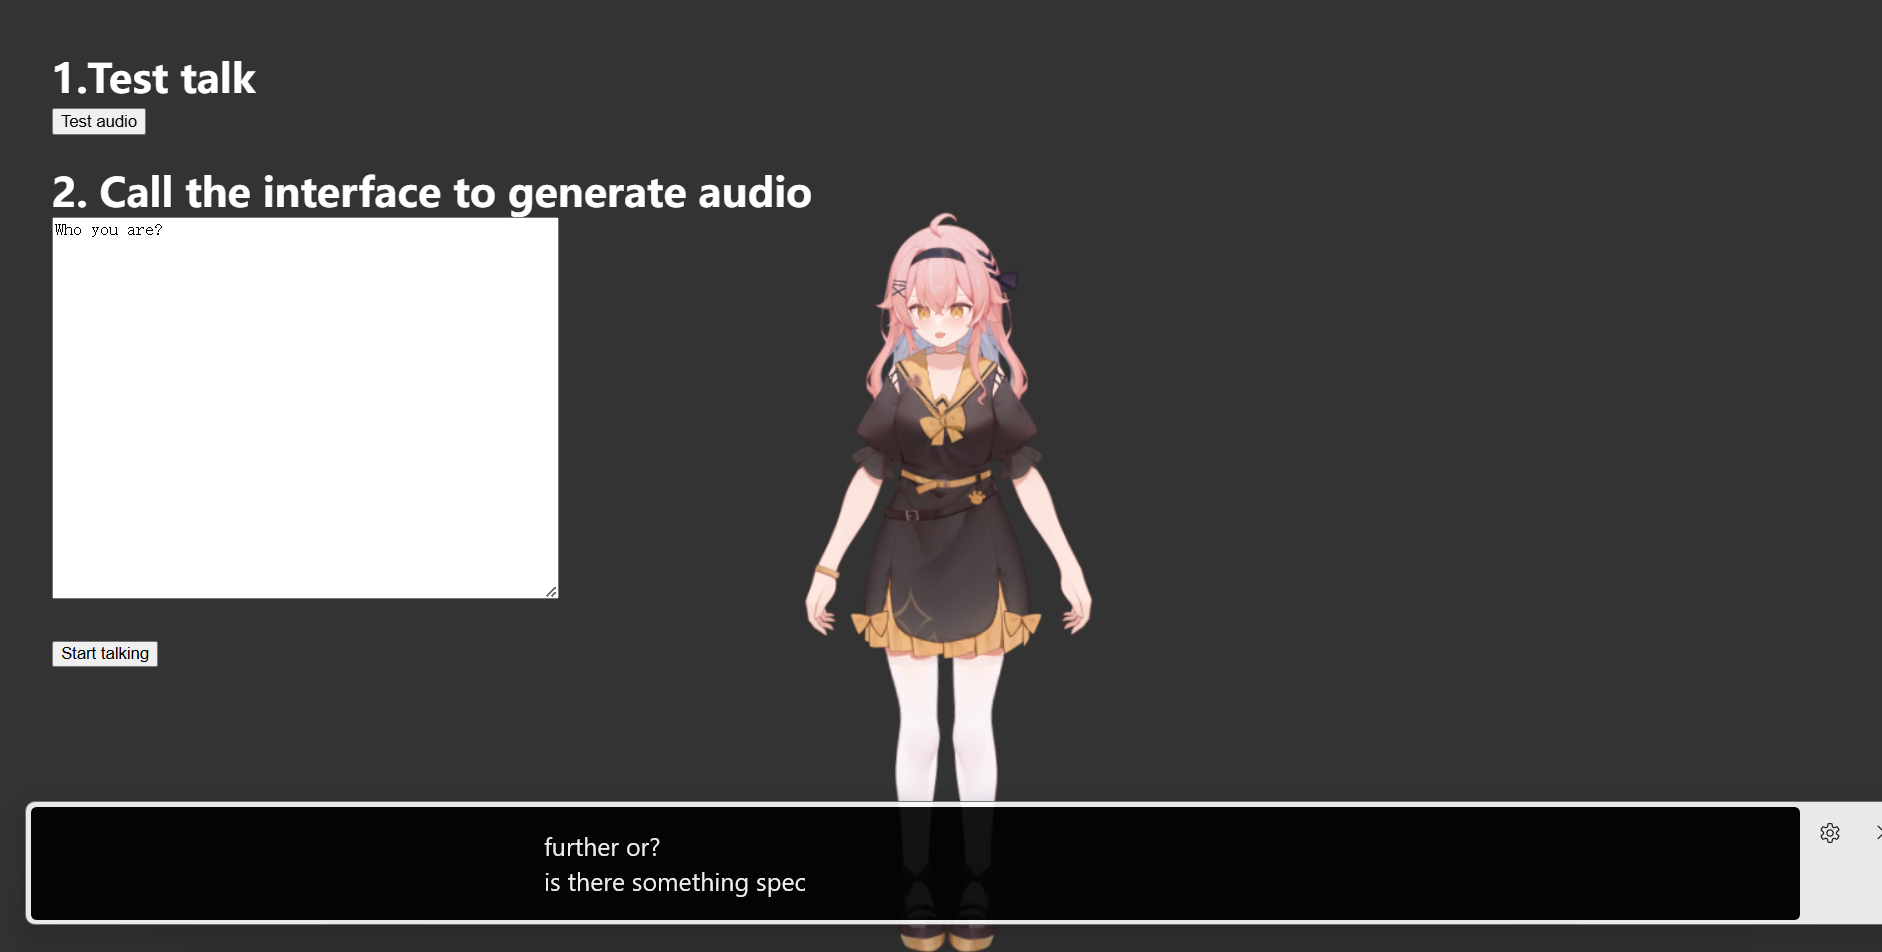 1.Test talk
Test audio
2. Call the interface to generate audio
Who you are?
Start talking
further or?
is there something spec